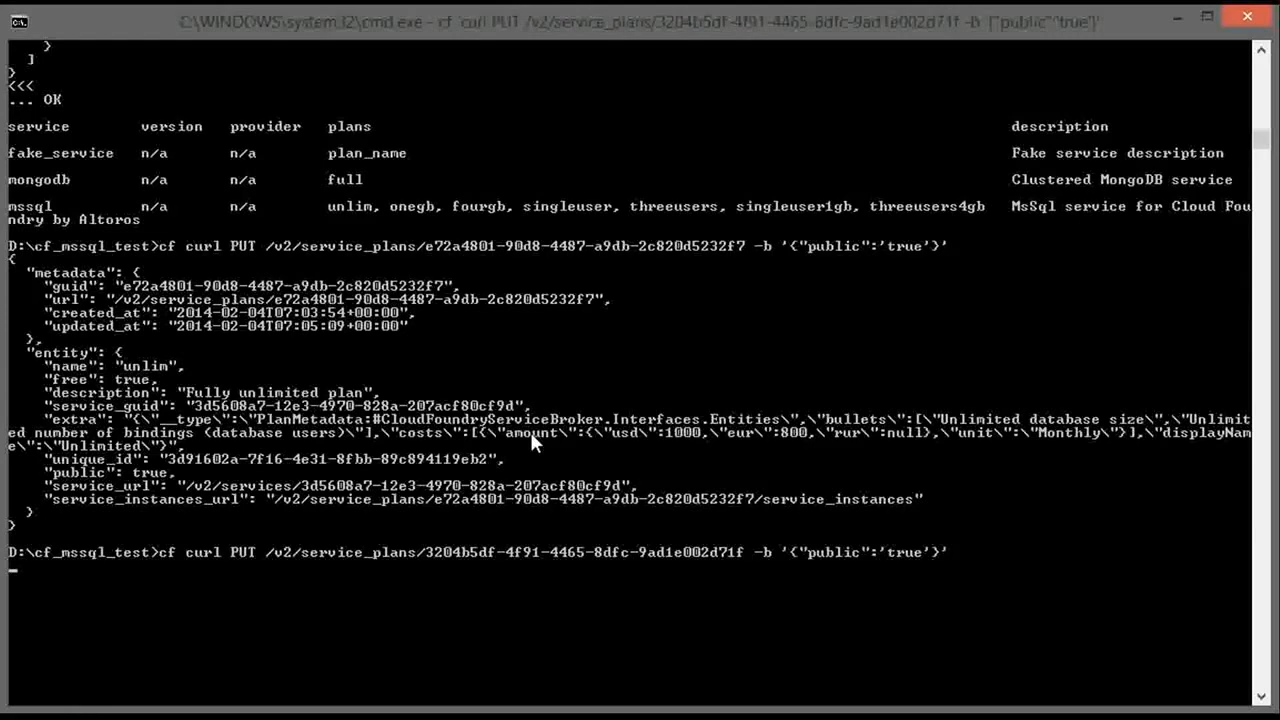 C:\WINDOWS\system32\cmd.exe - cf "curl PUT /v2/service_plans/3204b5df-4f91-4465-8dfc-9ad1e002d71f -b '{"public":'true'}'
}
]
}
<<<
... OK
service version provider plans description
fake_service n/a n/a plan_name Fake service description
mongodb n/a n/a full Clustered MongoDB service
mssql n/a n/a unlim, onegb, fourgb, singleuser, threeusers, singleuser1gb, threeusers4gb MsSql service for Cloud Fou
ndry by Altoros
D:\cf_mssql_test>cf curl PUT /v2/service_plans/e72a4801-90d8-4487-a9db-2c820d5232f7 -b '{"public":'true'}'
{
"metadata": {
"guid": "e72a4801-90d8-4487-a9db-2c820d5232f7",
"url": "/v2/service_plans/e72a4801-90d8-4487-a9db-2c820d5232f7",
"created_at": "2014-02-04T07:03:54+00:00",
"updated_at": "2014-02-04T07:05:09+00:00"
},
"entity": {
"name": "unlim",
"free": true,
"description": "Fully unlimited plan",
"service_guid": "3d5608a7-12e3-4970-828a-207acf80cf9d",
"extra": "{\"__type\":\"PlanMetadata:#CloudFoundryServiceBroker.Interfaces.Entities\",\"bullets\":[\"Unlimited database size\",\"Unlimit
ed number of bindings (database users)\"],\"costs\":[{\"amount\":{\"usd\":1000,\"eur\":800,\"rur\":null},\"unit\":\"Monthly\"}],\"displayNam
e\":\"Unlimited\"}",
"unique_id": "3d91602a-7f16-4e31-8fbb-89c894119eb2",
"public": true,
"service_url": "/v2/services/3d5608a7-12e3-4970-828a-207acf80cf9d",
"service_instances_url": "/v2/service_plans/e72a4801-90d8-4487-a9db-2c820d5232f7/service_instances"
}
}
D:\cf_mssql_test>cf curl PUT /v2/service_plans/3204b5df-4f91-4465-8dfc-9ad1e002d71f -b '{"public":'true'}'